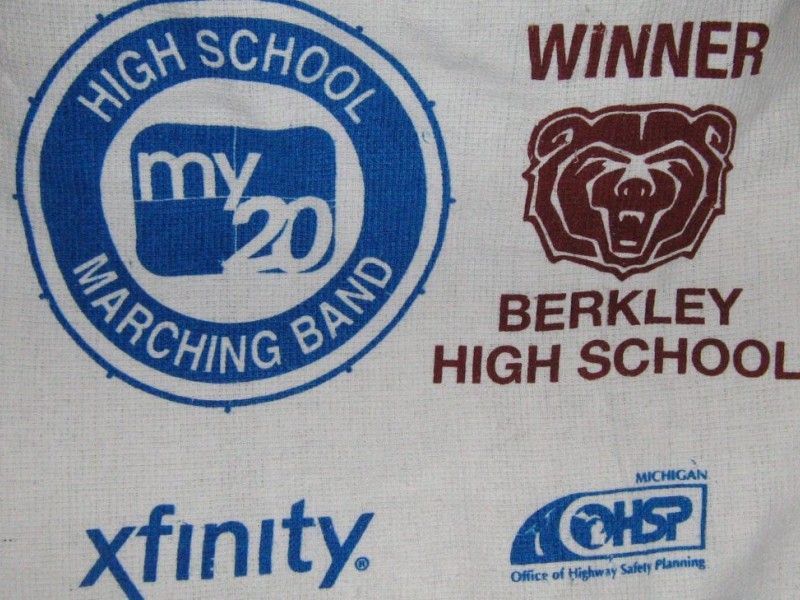 HIGH SCHOOL
my
20
MARCHING BAND
WINNER
BERKLEY
HIGH SCHOOL
xfinity®
MICHIGAN
OHSP
Office of Highway Safety Planning